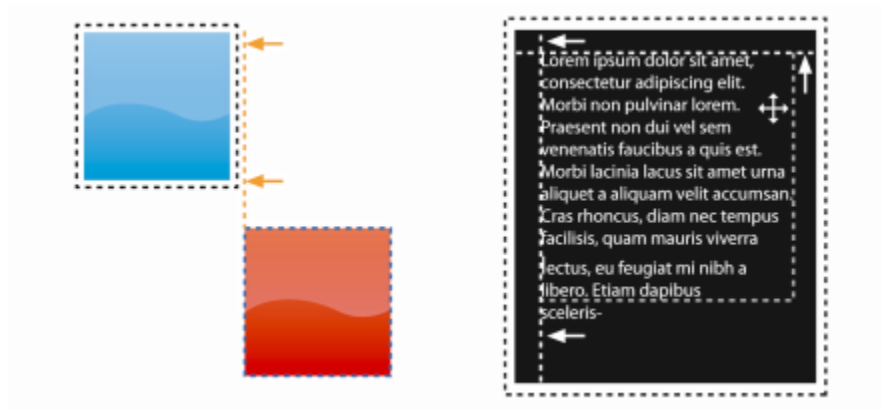 Lorem ipsum dolor sit amet,
consectetur adipiscing elit.
Morbi non pulvinar lorem.
Praesent non dui vel sem
venenatis faucibus a quis est.
Morbi lacinia lacus sit amet urna
aliquet a aliquam velit accumsan.
Cras rhoncus, diam nec tempus
facilisis, quam mauris viverra
lectus, eu feugiat mi nibh a
libero. Etiam dapibus
sceleris-